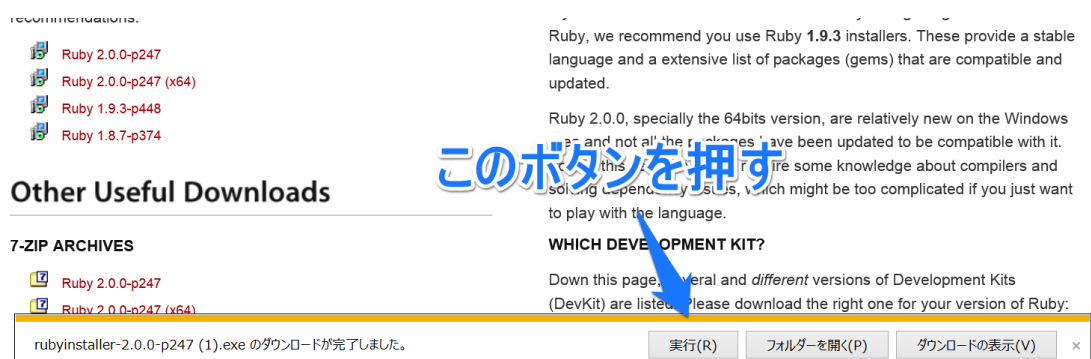 recommendations.
Ruby 2.0.0-p247
Ruby 2.0.0-p247 (x64)
Ruby 1.9.3-p448
Ruby 1.8.7-p374
Other Useful Downloads
7-ZIP ARCHIVES
Ruby 2.0.0-p247
Ruby 2.0.0-p247 (x64)
Ruby, we recommend you use Ruby 1.9.3 installers. These provide a stable
language and a extensive list of packages (gems) that are compatible and
updated.
Ruby 2.0.0, specially the 64bits version, are relatively new on the Windows
and not all the packages have been updated to be compatible with it.
this some knowledge about compilers and
solving dependency issues, which might be too complicated if you just want
to play with the language.
このボタンを押す
WHICH DEVELOPMENT KIT?
Down this page, several and different versions of Development Kits
(DevKit) are listed. Please download the right one for your version of Ruby:
rubyinstaller-2.0.0-p247 (1).exe のダウンロードが完了しました。
実行(R)
フォルダーを開く(P)
ダウンロードの表示(V)
×